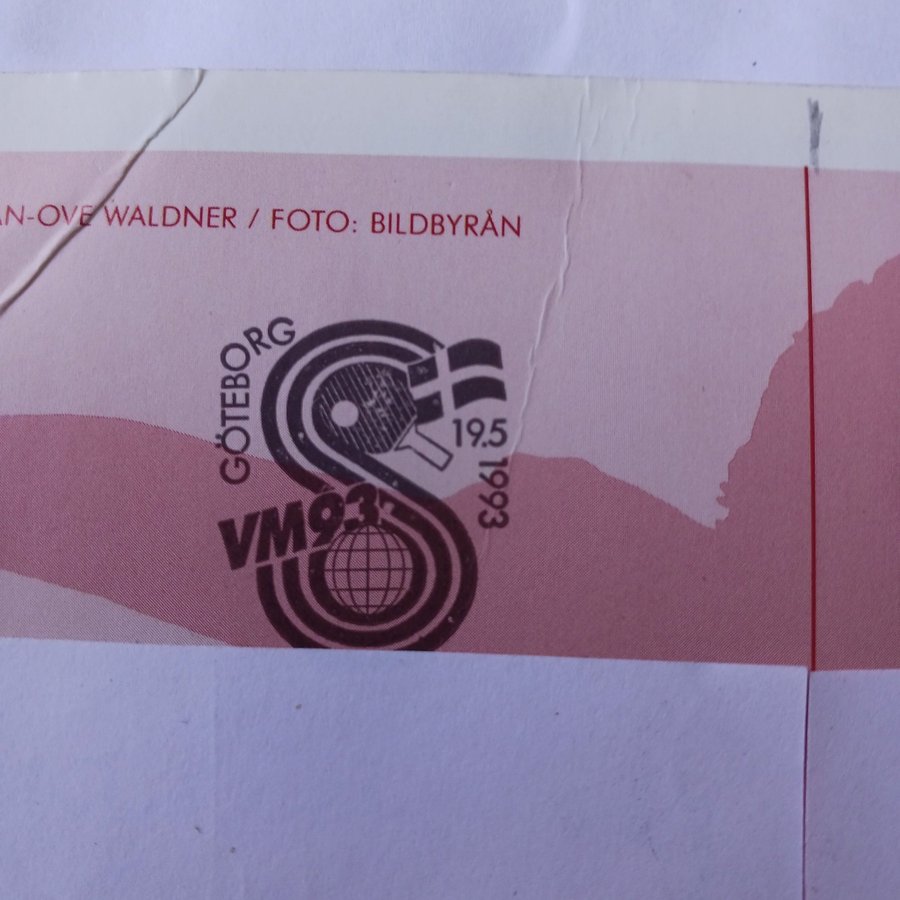 AN-OVE WALDNER / FOTO: BILDBYRÅN
GÖTEBORG
19.5
1993
VM93